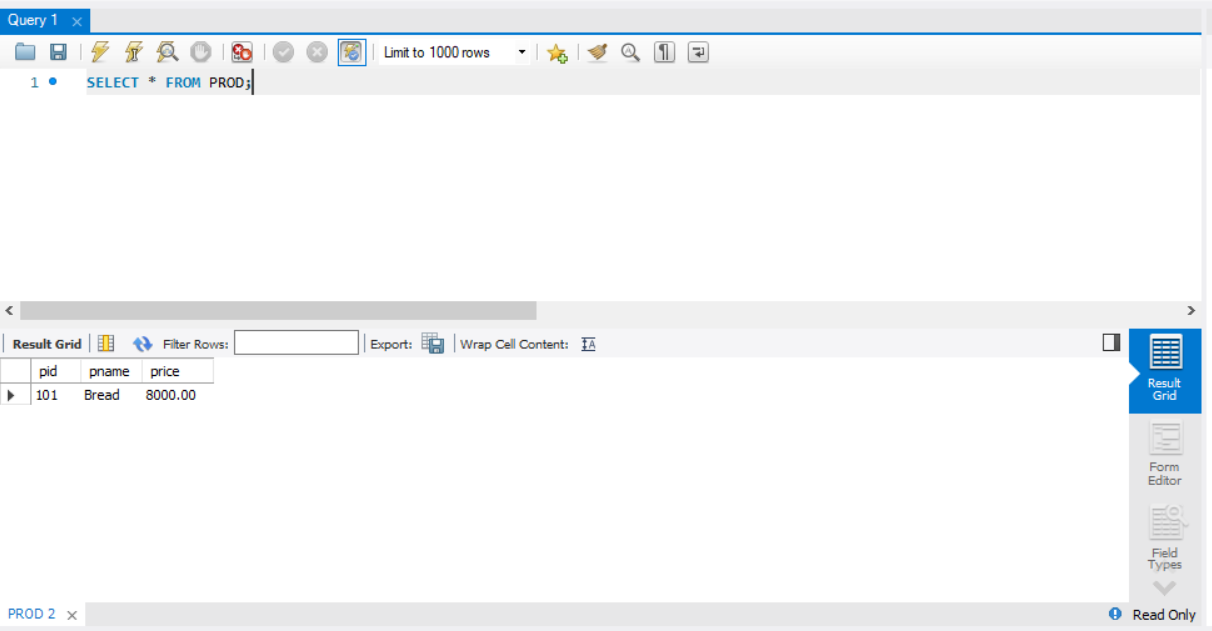 Query 1
Limit to 1000 rows
1 SELECT * FROM PROD;
Result Grid Filter Rows: Export: Wrap Cell Content: IA
pid pname price
101 Bread 8000.00
Result
Grid
Form
Editor
Field
Types
PROD 2 Read Only